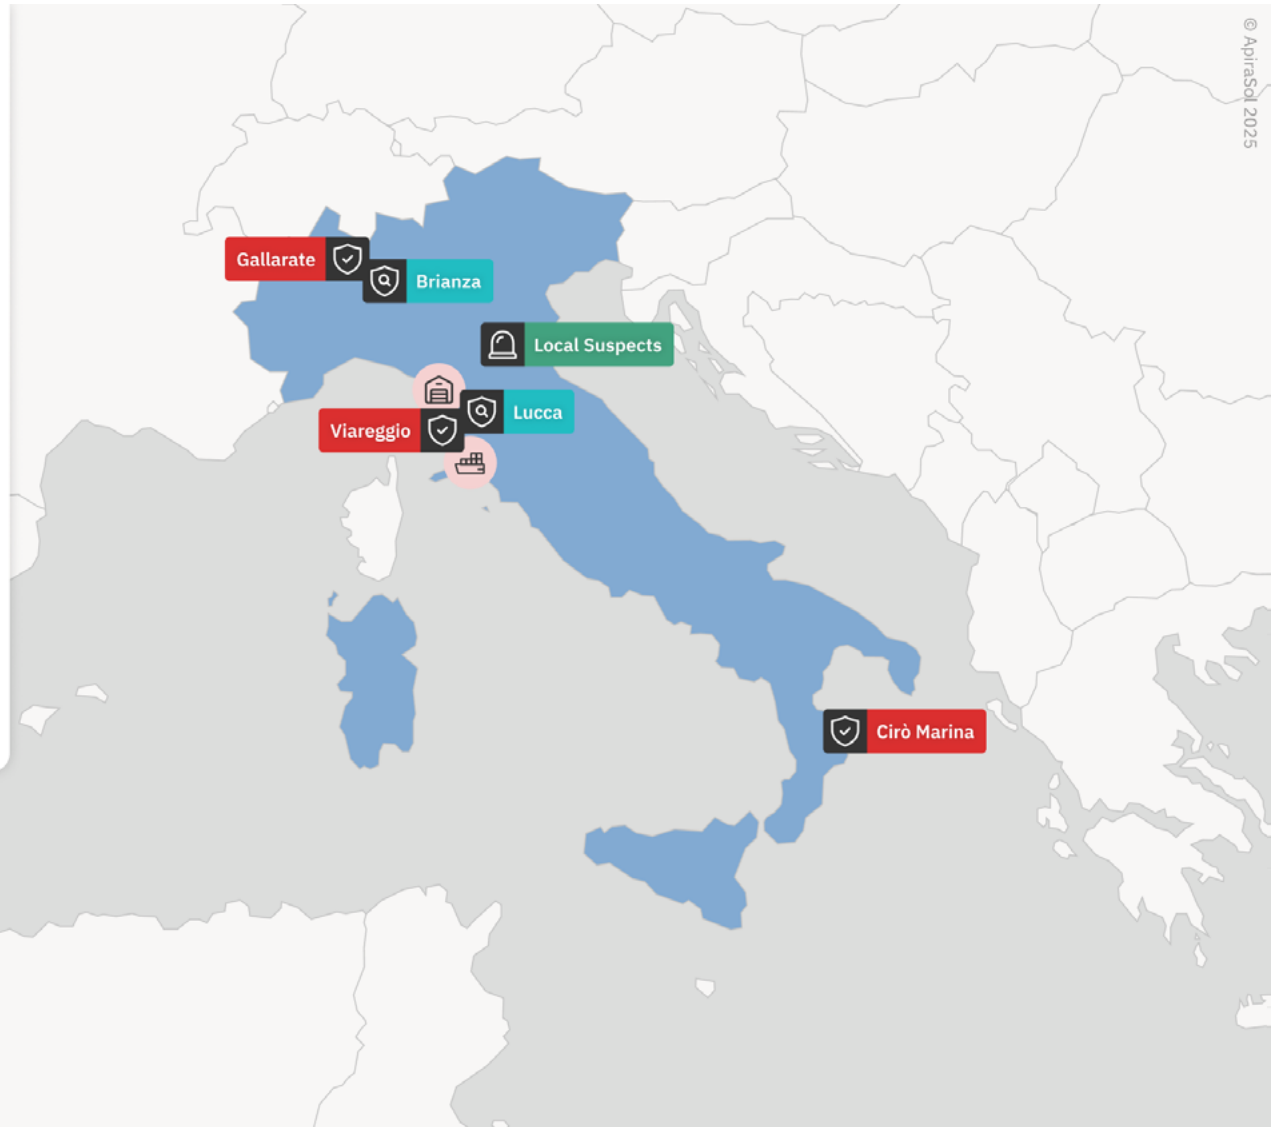 © ApiraSol 2025
Gallarate
Brianza
Local Suspects
Lucca
Viareggio
Cirò Marina